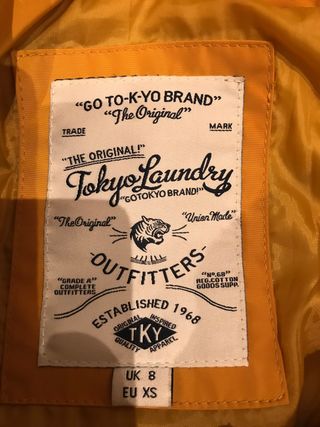 "GO TO-K-YO BRAND"
"The Original"
TRADE MARK
"THE ORIGINAL!"
Tokyo Laundry
"GOTOKYO BRAND!"
"The Original" "Union Made"
OUTFITTERS
"GRADE A" "No.68"
COMPLETE REG.COTTON
OUTFITTERS GOODS SUPP.
ESTABLISHED 1968
ORIGINAL INSPIRED
TKY
QUALITY APPAREL
UK 8
EU XS